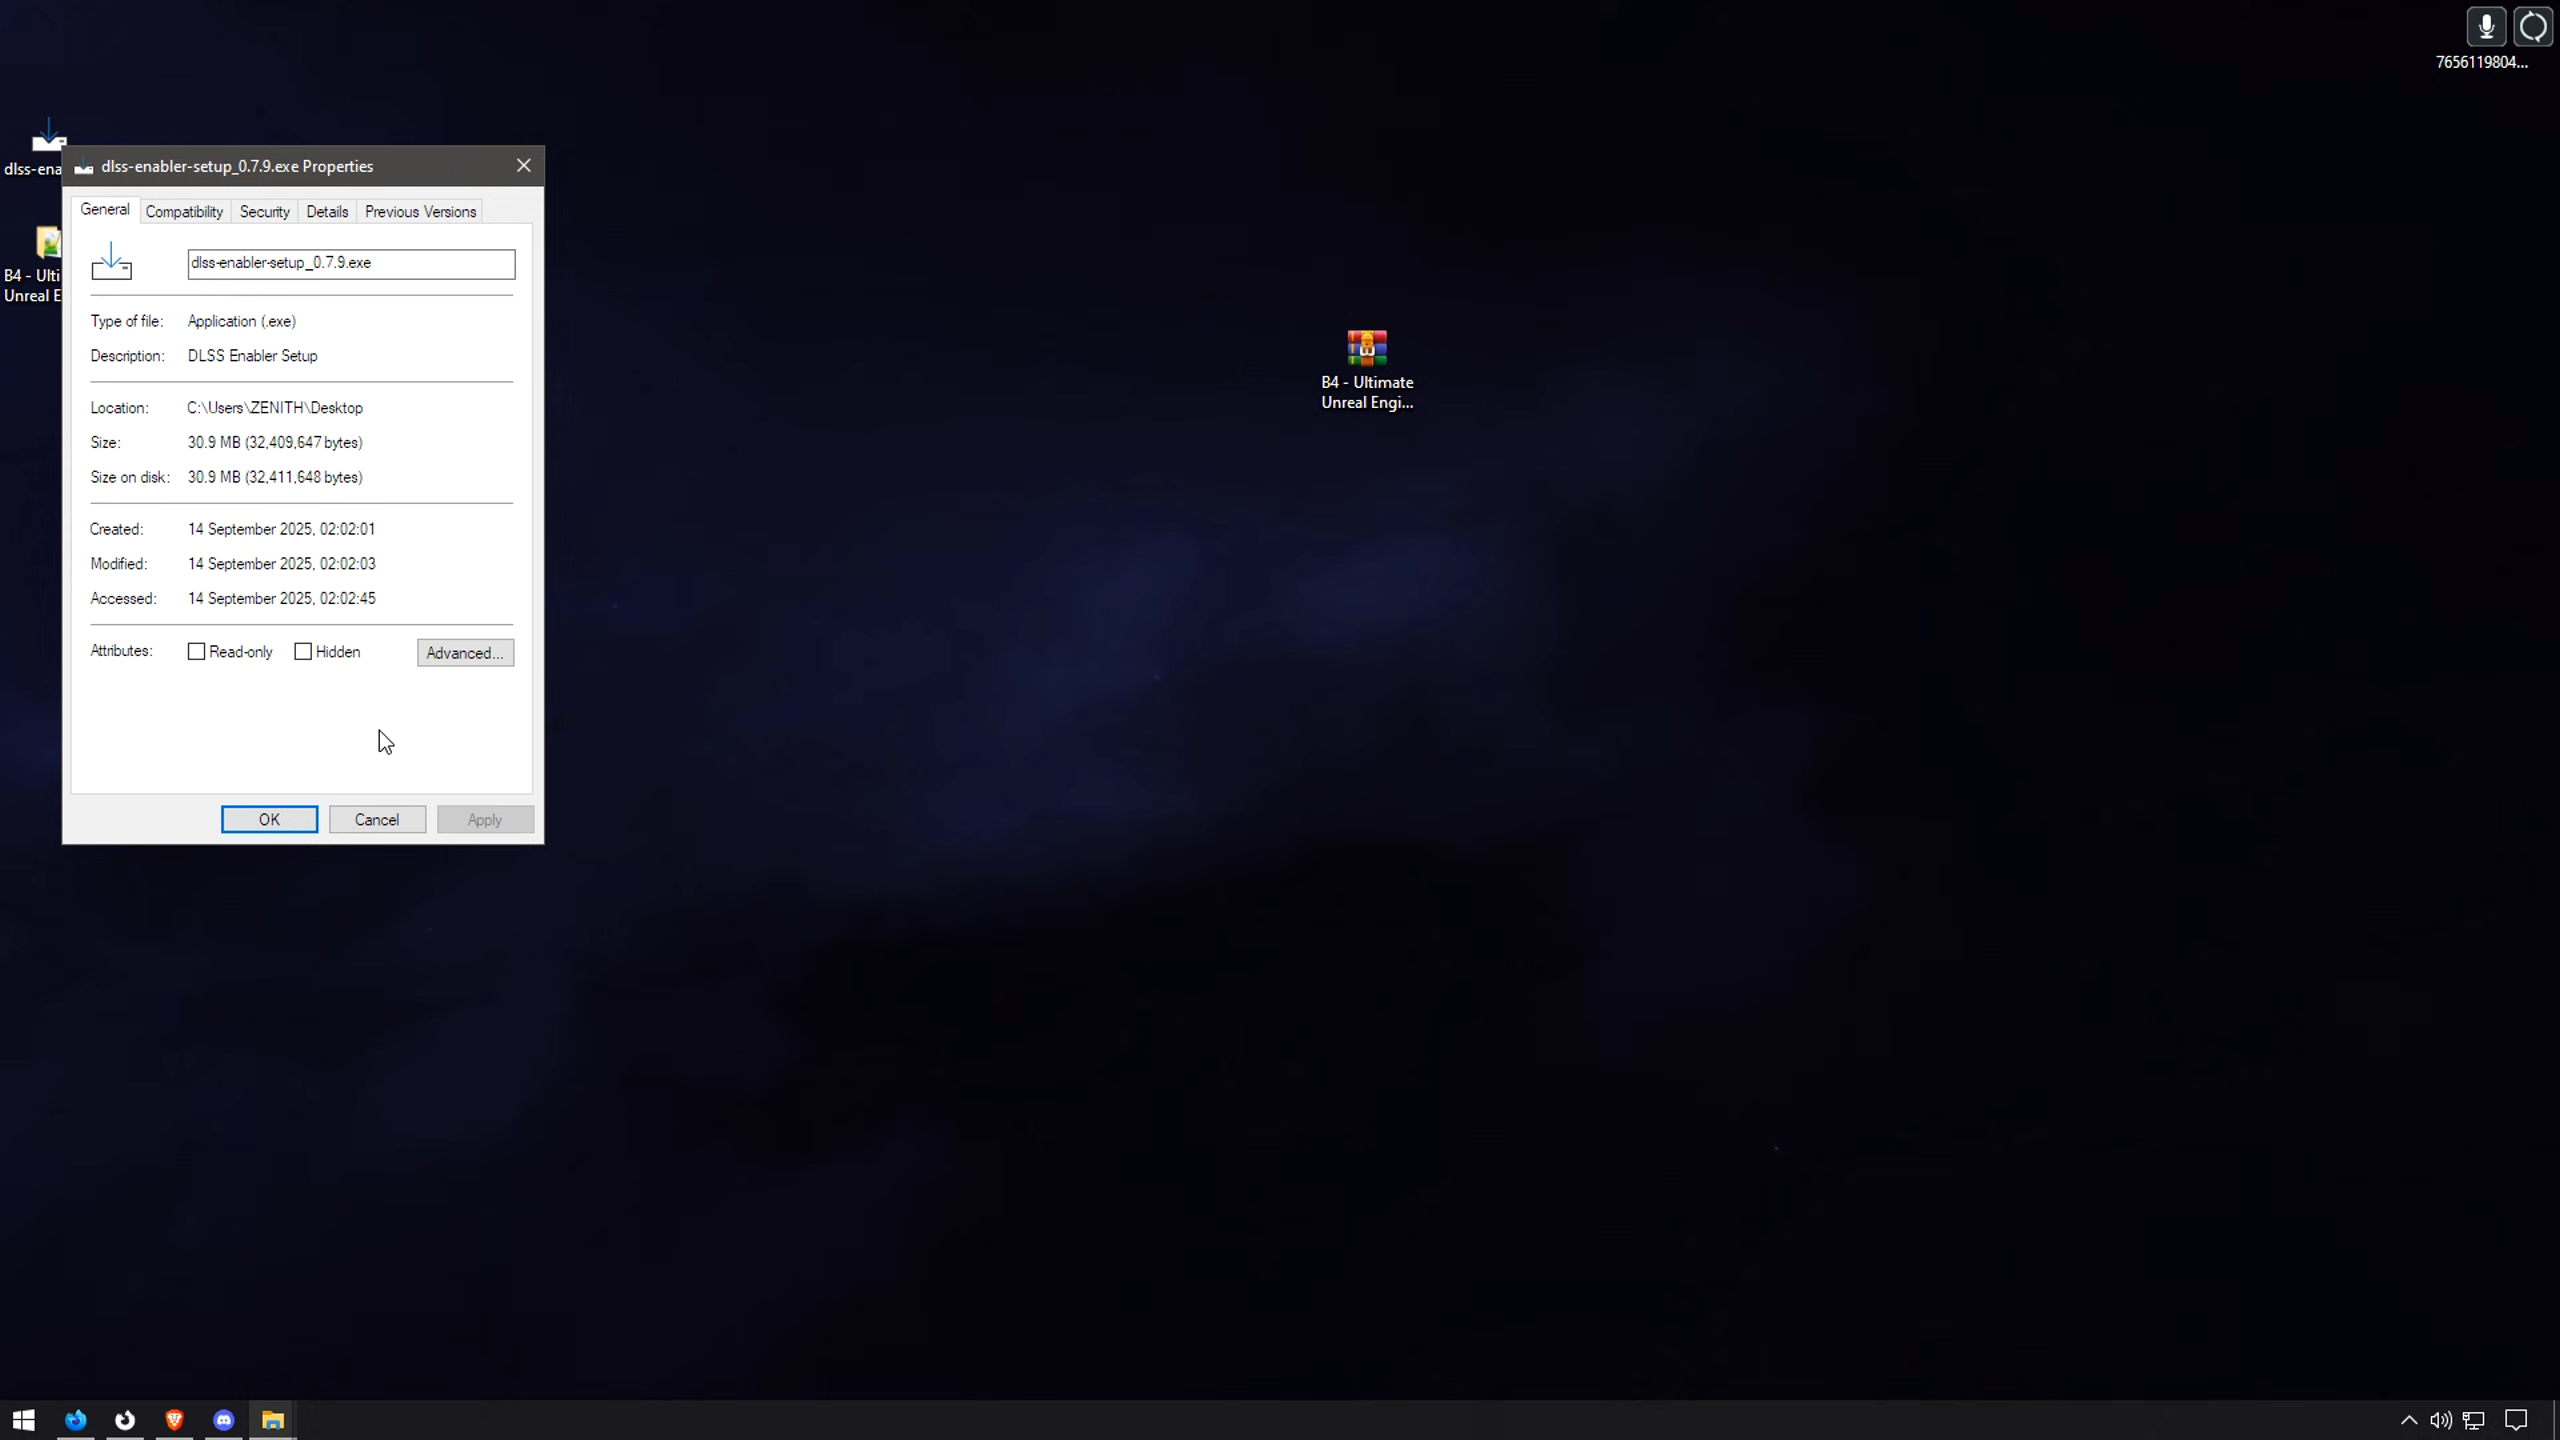 7656119804...
dlss-ena
B4 - Ulti
Unreal E
dlss-enabler-setup_0.7.9.exe Properties
General Compatibility Security Details Previous Versions
dlss-enabler-setup_0.7.9.exe
Type of file: Application (.exe)
Description: DLSS Enabler Setup
Location: C:\Users\ZENITH\Desktop
Size: 30.9 MB (32,409,647 bytes)
Size on disk: 30.9 MB (32,411,648 bytes)
Created: 14 September 2025, 02:02:01
Modified: 14 September 2025, 02:02:03
Accessed: 14 September 2025, 02:02:45
Attributes: Read-only Hidden Advanced...
OK Cancel Apply
B4 - Ultimate
Unreal Engi...